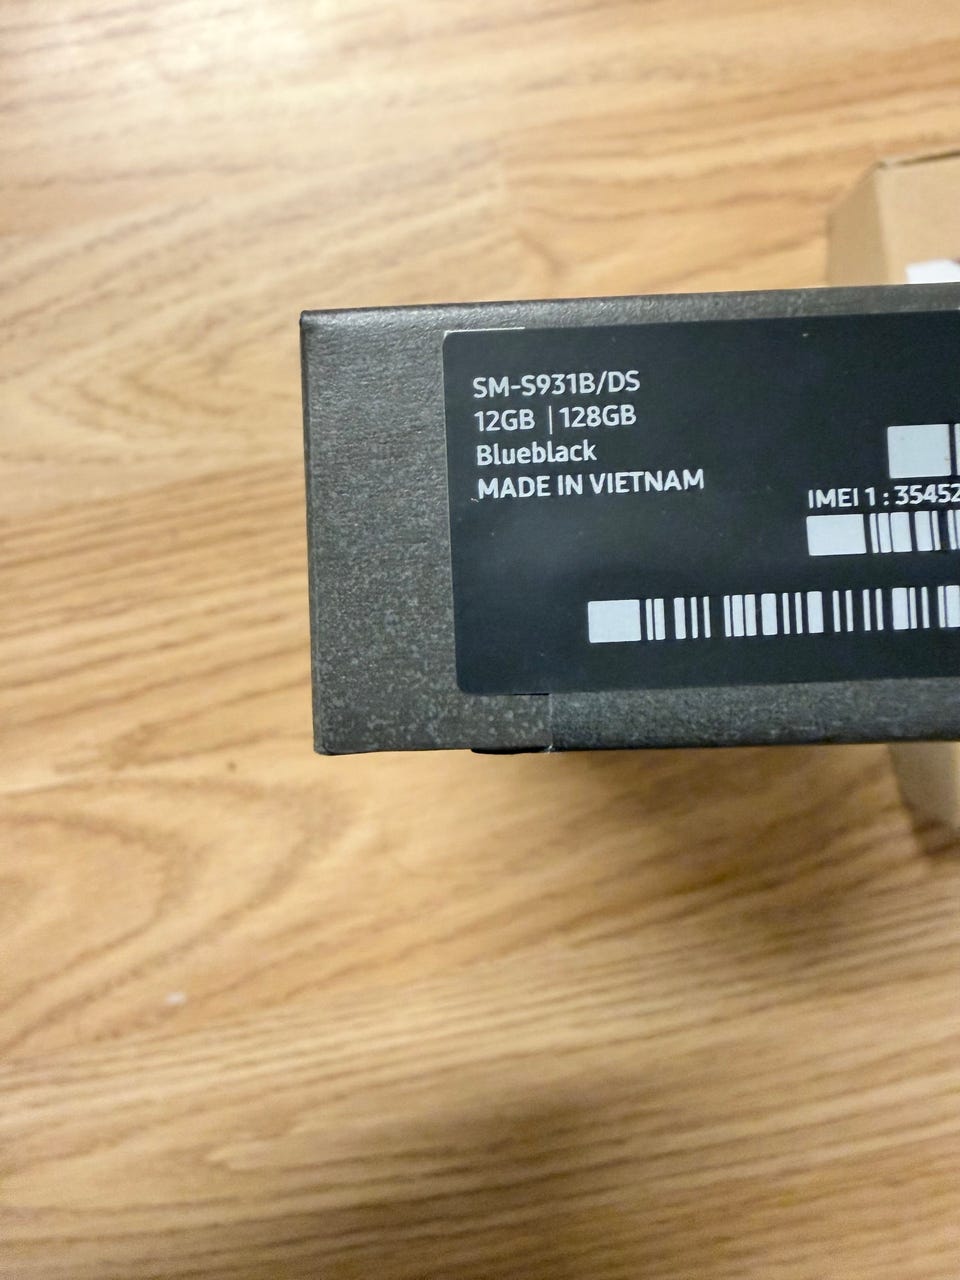 SM-S931B/DS
12GB | 128GB
Blueblack
MADE IN VIETNAM
IMEI 1 : 35452